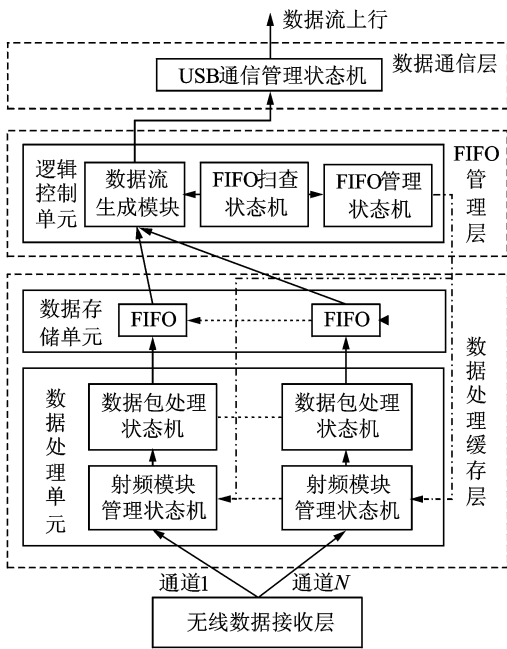 数据流上行
USB通信管理状态机
数据通信层
逻辑
控制
单元
数据流
生成模块
FIFO扫查
状态机
FIFO管理
状态机
FIFO
管
理
层
数据存
储单元
FIFO
FIFO
数
据
处
理
单
元
数据包处理
状态机
数据包处理
状态机
射频模块
管理状态机
射频模块
管理状态机
数
据
处
理
缓
存
层
通道1
通道N
无线数据接收层